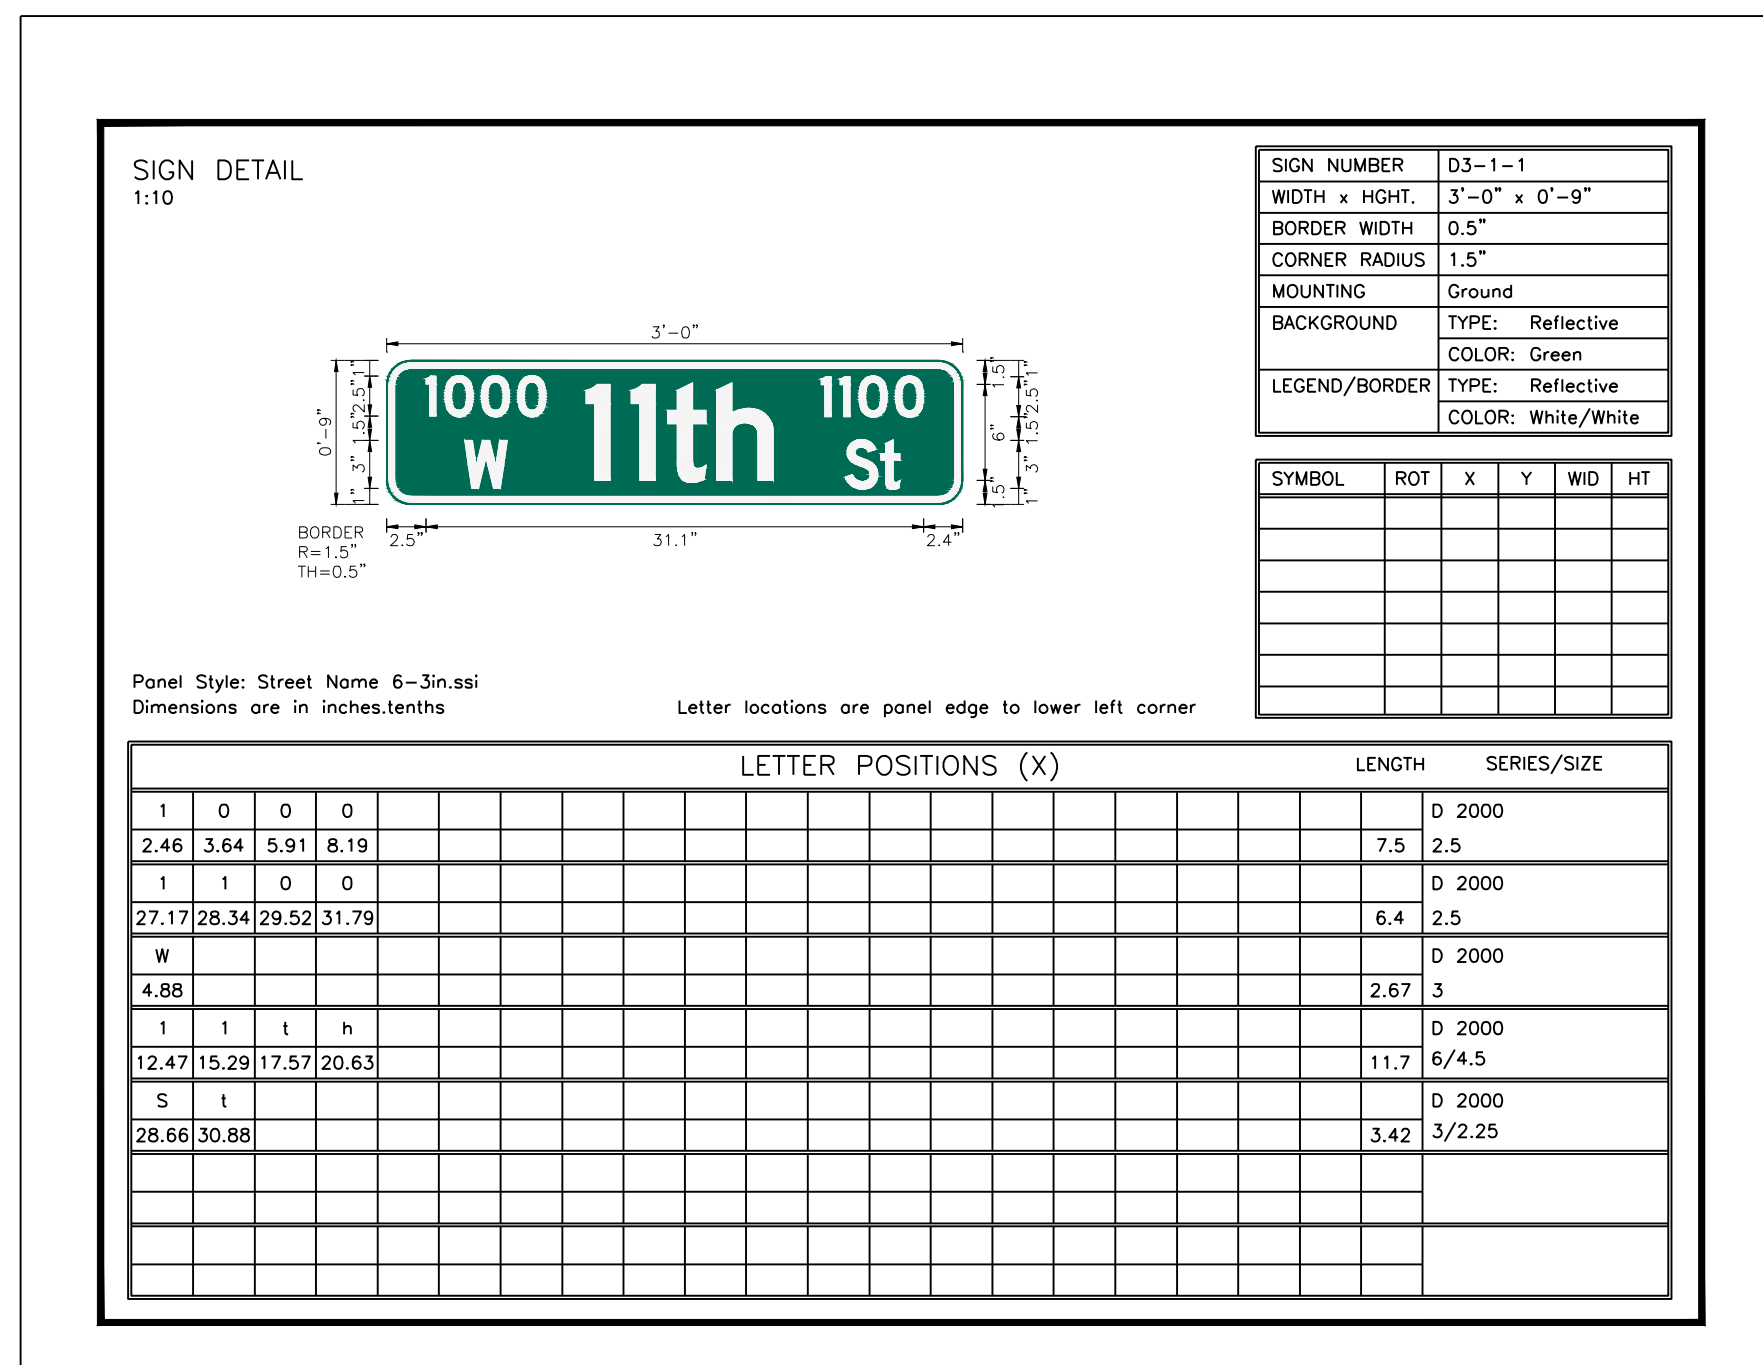 SIGN DETAIL
1:10
SIGN NUMBER D3-1-1
WIDTH x HGHT. 3'-0" x 0'-9"
BORDER WIDTH 0.5"
CORNER RADIUS 1.5"
MOUNTING Ground
BACKGROUND TYPE: Reflective
COLOR: Green
LEGEND/BORDER TYPE: Reflective
COLOR: White/White
3'-0"
0'-9"
1" 2.5" 1.5" 3" 1"
1000 11th 1100
W St
1.5" 6" 1.5"
1" 2.5" 1.5" 3" 1"
2.5" 31.1" 2.4"
BORDER
R=1.5"
TH=0.5"
SYMBOL ROT X Y WID HT
Panel Style: Street Name 6-3in.ssi
Dimensions are in inches.tenths
Letter locations are panel edge to lower left corner
LETTER POSITIONS (X) LENGTH SERIES/SIZE
1 0 0 0 D 2000
2.46 3.64 5.91 8.19 7.5 2.5
1 1 0 0 D 2000
27.17 28.34 29.52 31.79 6.4 2.5
W D 2000
4.88 2.67 3
1 1 t h D 2000
12.47 15.29 17.57 20.63 11.7 6/4.5
S t D 2000
28.66 30.88 3.42 3/2.25